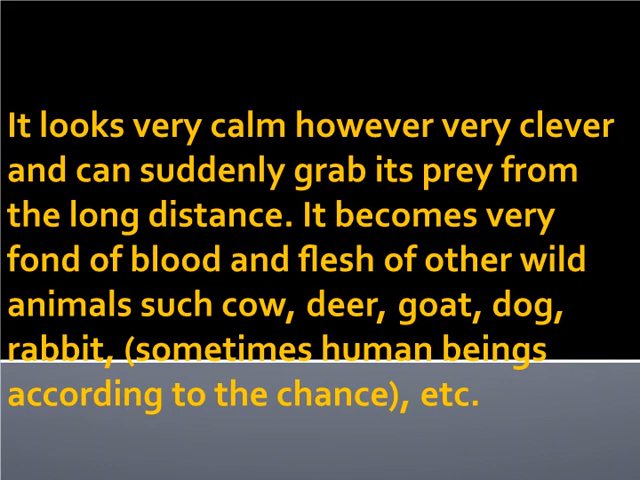 It looks very calm however very clever
and can suddenly grab its prey from
the long distance. It becomes very
fond of blood and flesh of other wild
animals such cow, deer, goat, dog,
rabbit, (sometimes human beings
according to the chance), etc.